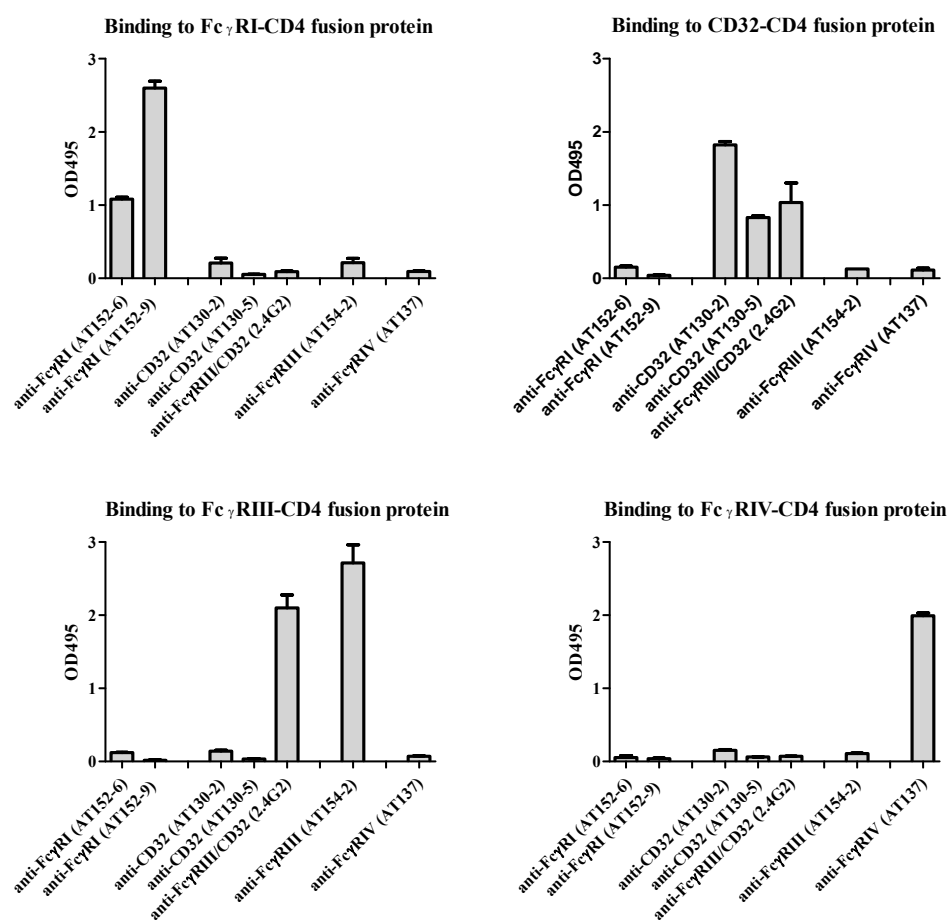 Binding to Fc γ RI-CD4 fusion protein
3
2
1
0
OD495
anti-FcγRI (AT152-6)
anti-FcγRI (AT152-9)
anti-CD32 (AT130-2)
anti-CD32 (AT130-5)
anti-FcγRIII/CD32 (2.4G2)
anti-FcγRIII (AT154-2)
anti-FcγRIV (AT137)
Binding to CD32-CD4 fusion protein
3
2
1
0
OD495
anti-FcγRI (AT152-6)
anti-FcγRI (AT152-9)
anti-CD32 (AT130-2)
anti-CD32 (AT130-5)
anti-FcγRIII/CD32 (2.4G2)
anti-FcγRIII (AT154-2)
anti-FcγRIV (AT137)
Binding to Fc γ RIII-CD4 fusion protein
3
2
1
0
OD495
anti-FcγRI (AT152-6)
anti-FcγRI (AT152-9)
anti-CD32 (AT130-2)
anti-CD32 (AT130-5)
anti-FcγRIII/CD32 (2.4G2)
anti-FcγRIII (AT154-2)
anti-FcγRIV (AT137)
Binding to Fc γ RIV-CD4 fusion protein
3
2
1
0
OD495
anti-FcγRI (AT152-6)
anti-FcγRI (AT152-9)
anti-CD32 (AT130-2)
anti-CD32 (AT130-5)
anti-FcγRIII/CD32 (2.4G2)
anti-FcγRIII (AT154-2)
anti-FcγRIV (AT137)